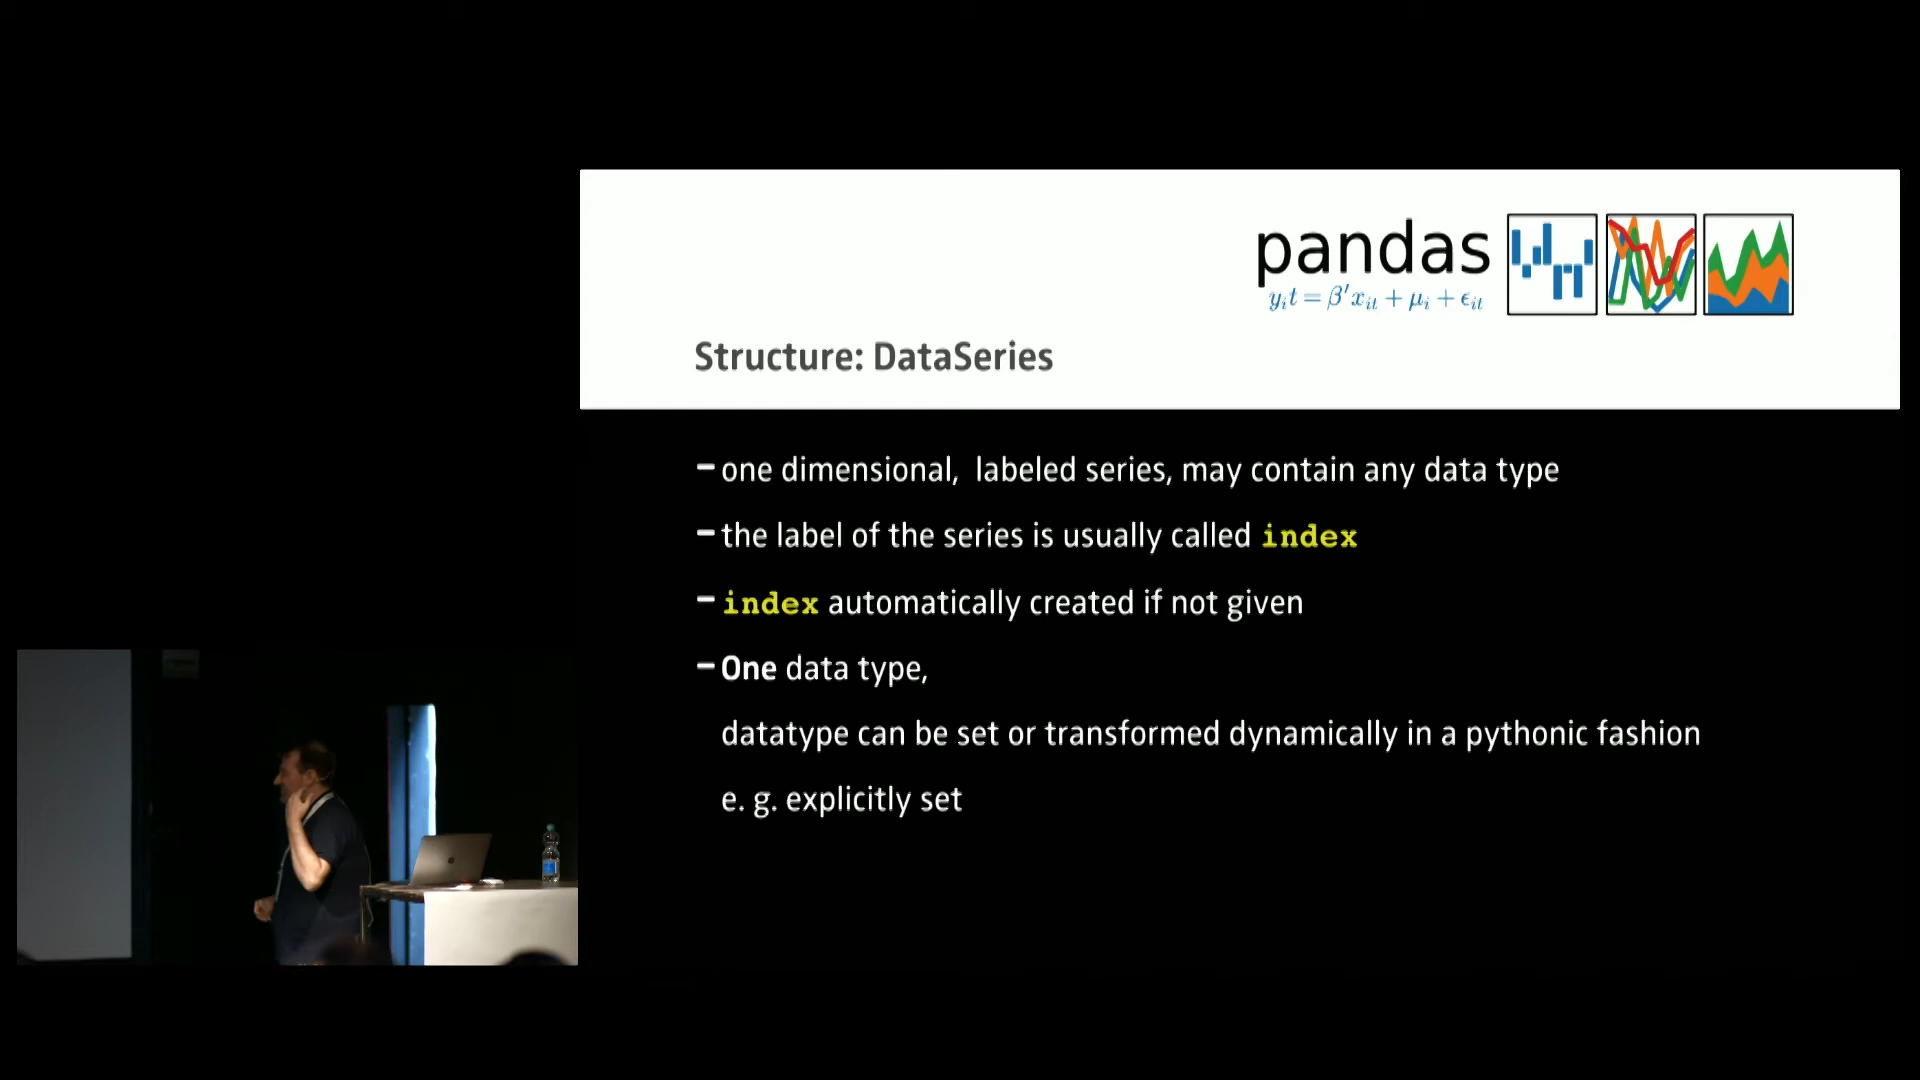 pandas
y_i t = β′x_it + μ_i + ϵ_it
Structure: DataSeries
– one dimensional,  labeled series, may contain any data type
– the label of the series is usually called index
– index automatically created if not given
– One data type,
datatype can be set or transformed dynamically in a pythonic fashion
e. g. explicitly set